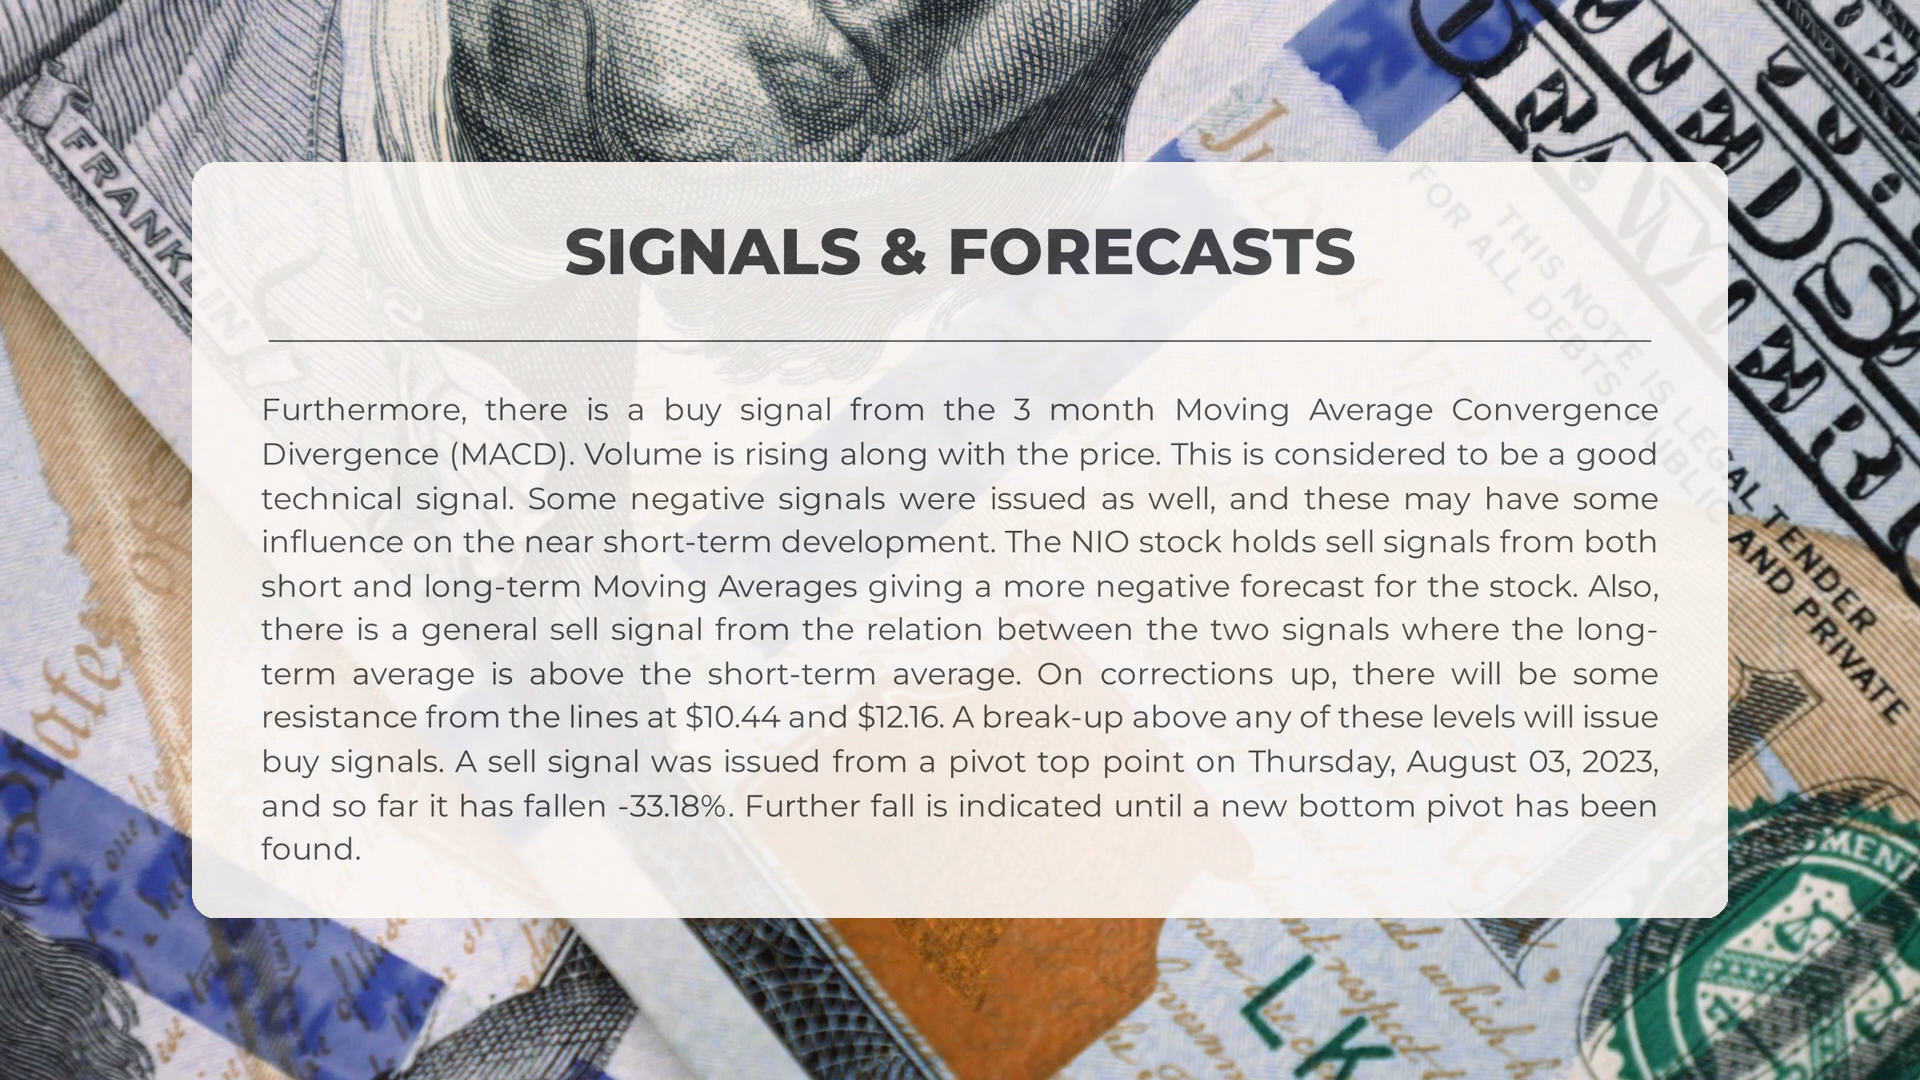 FRANKLIN
JULY 4, 17
THIS NOTE IS LEGAL TENDER
FOR ALL DEBTS, PUBLIC AND PRIVATE
SIGNALS & FORECASTS
Furthermore, there is a buy signal from the 3 month Moving Average Convergence
Divergence (MACD). Volume is rising along with the price. This is considered to be a good
technical signal. Some negative signals were issued as well, and these may have some
influence on the near short-term development. The NIO stock holds sell signals from both
short and long-term Moving Averages giving a more negative forecast for the stock. Also,
there is a general sell signal from the relation between the two signals where the long-
term average is above the short-term average. On corrections up, there will be some
resistance from the lines at $10.44 and $12.16. A break-up above any of these levels will issue
buy signals. A sell signal was issued from a pivot top point on Thursday, August 03, 2023,
and so far it has fallen -33.18%. Further fall is indicated until a new bottom pivot has been
found.
L K